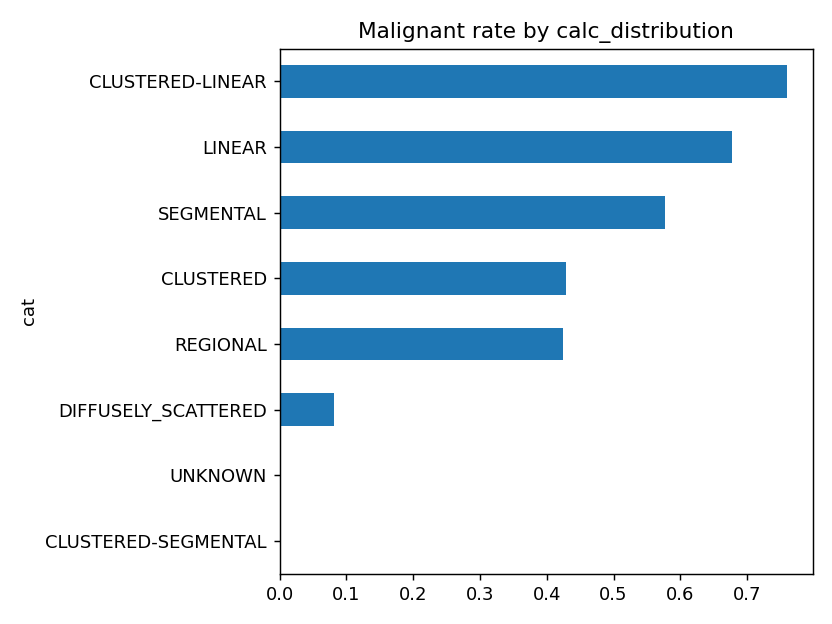 Malignant rate by calc_distribution
cat
CLUSTERED-LINEAR
LINEAR
SEGMENTAL
CLUSTERED
REGIONAL
DIFFUSELY_SCATTERED
UNKNOWN
CLUSTERED-SEGMENTAL
0.0 0.1 0.2 0.3 0.4 0.5 0.6 0.7